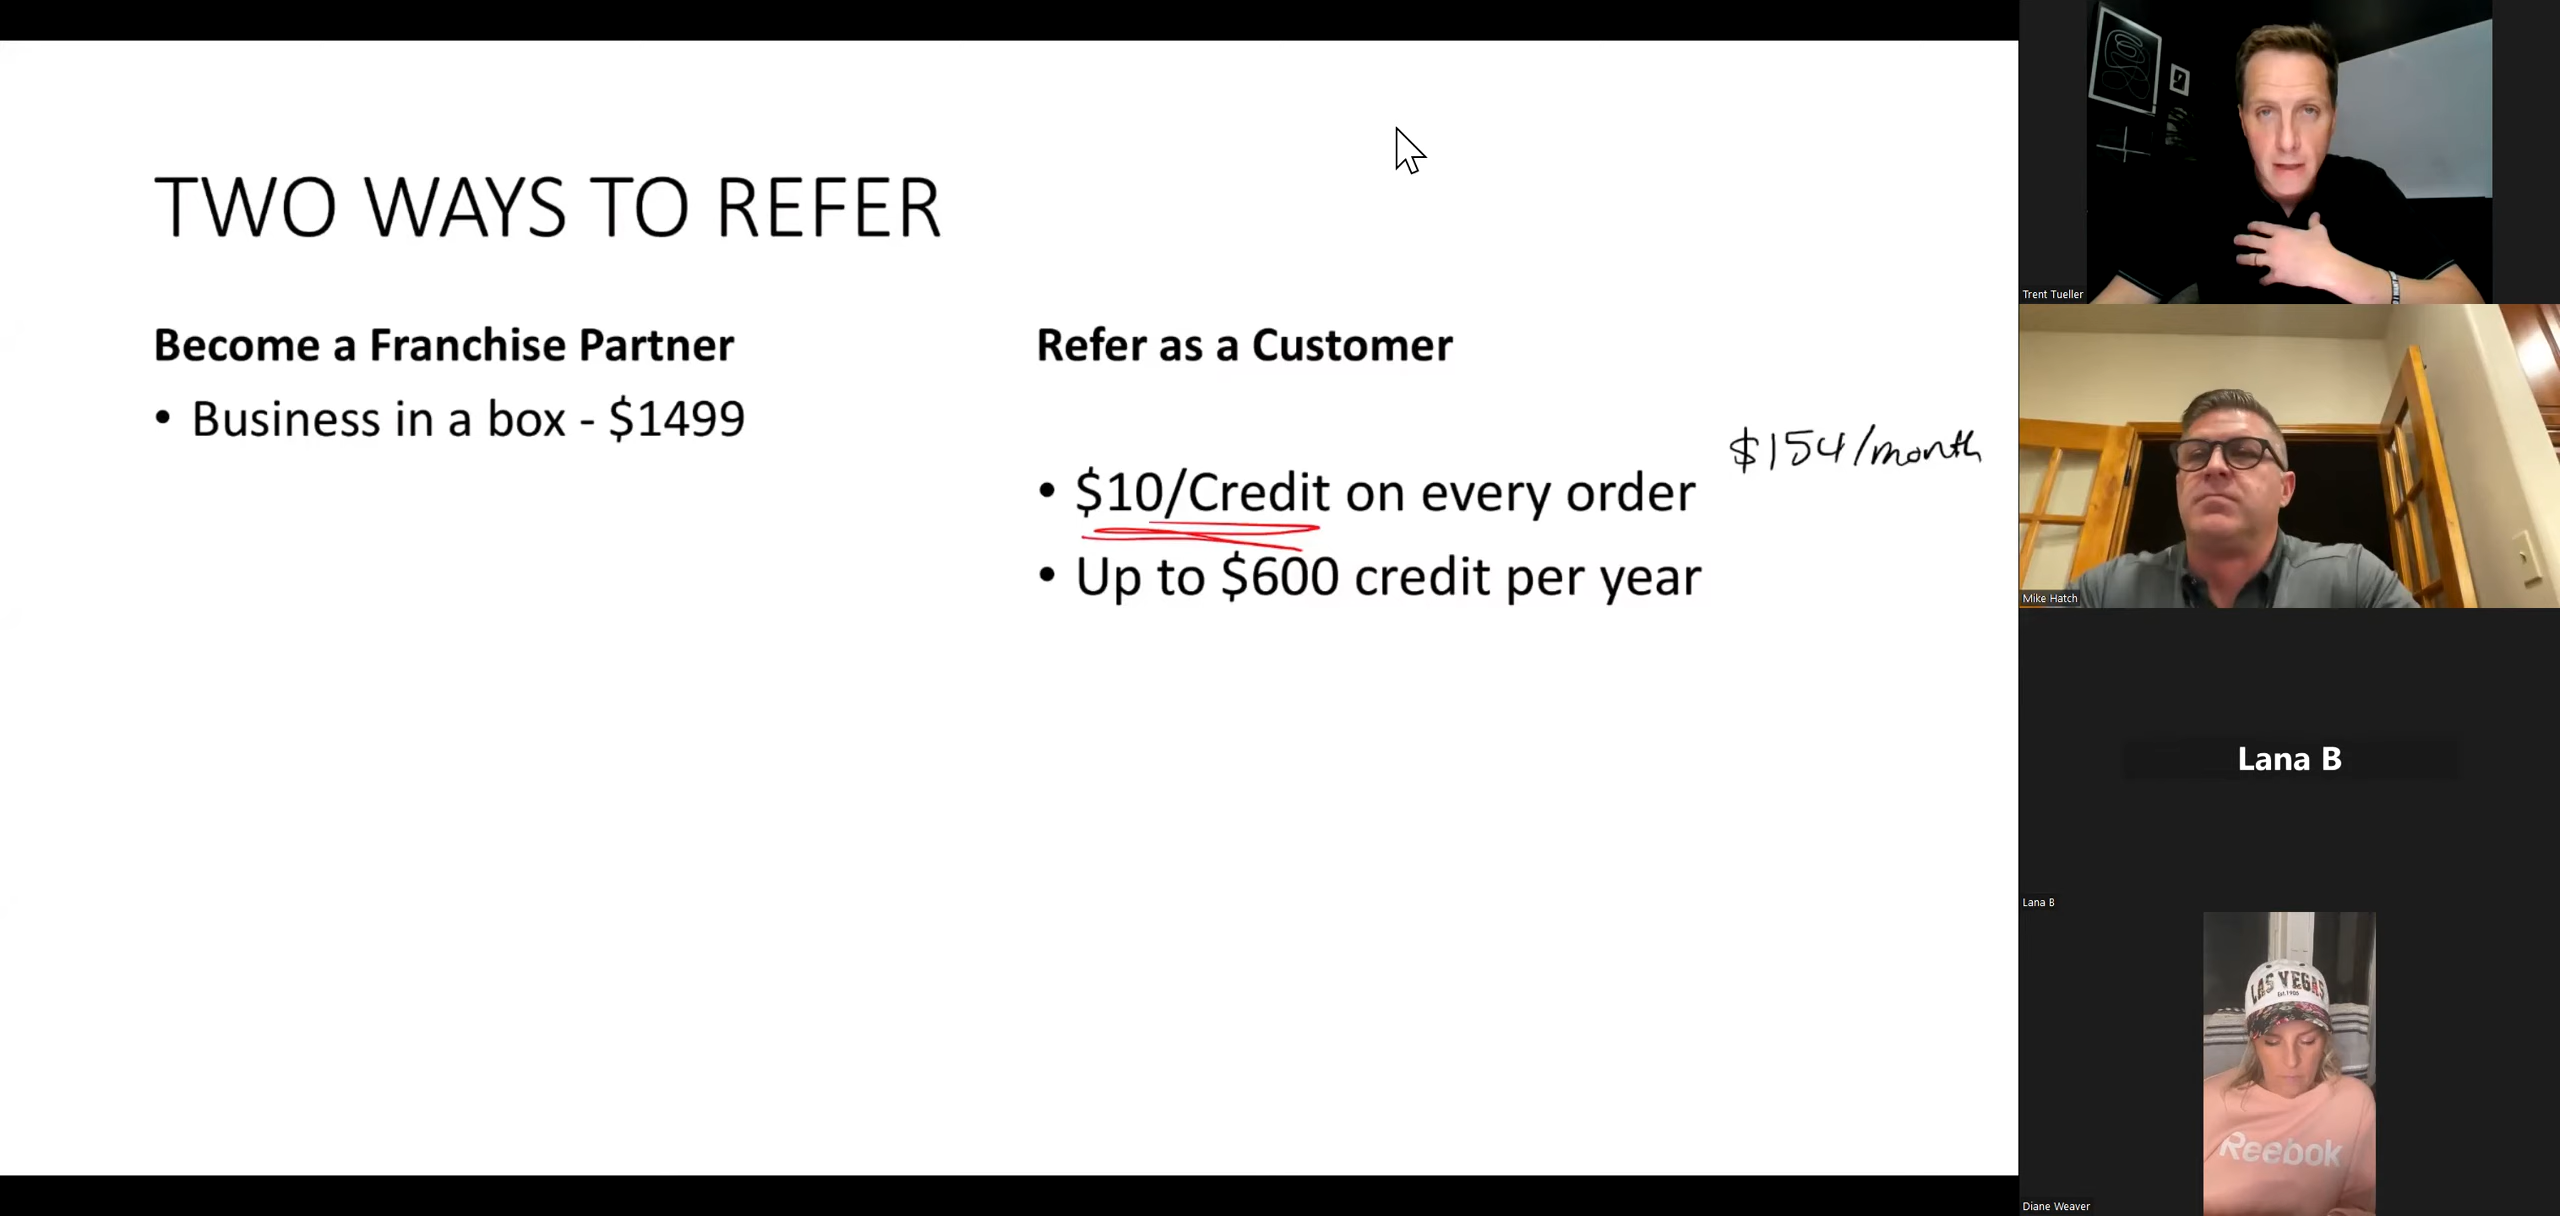 TWO WAYS TO REFER
Become a Franchise Partner
• Business in a box - $1499
Refer as a Customer
$154/month
• $10/Credit on every order
• Up to $600 credit per year
Trent Tueller
Mike Hatch
Lana B
Lana B
LAS VEGAS
Est. 1905
Reebok
Diane Weaver